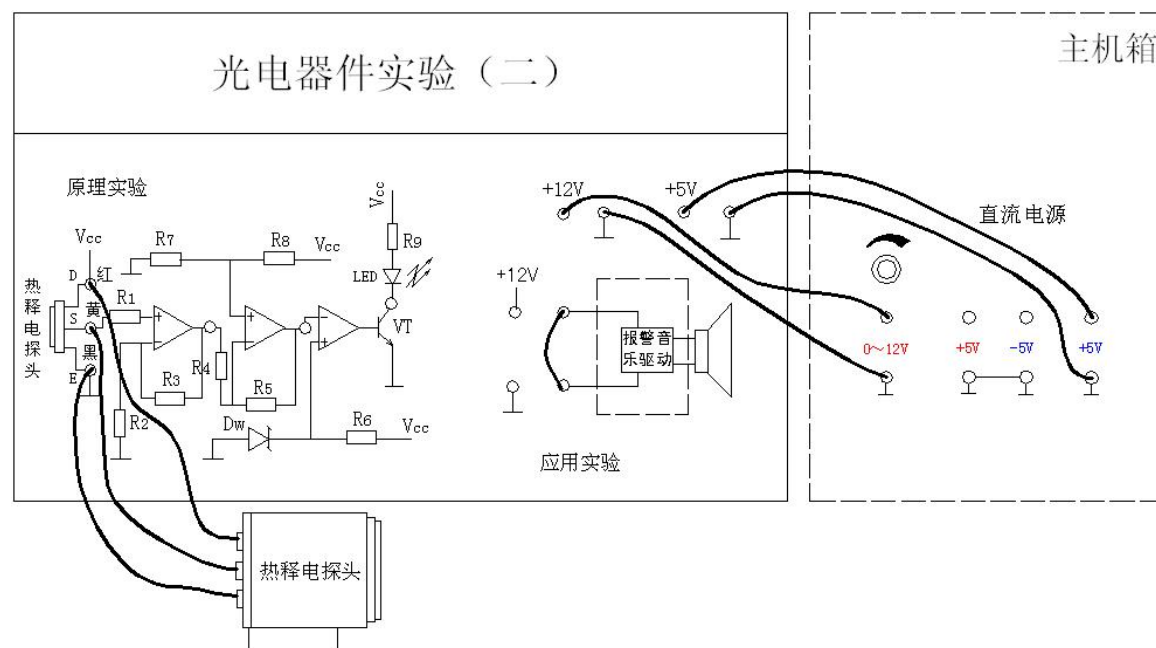 光电器件实验（二）
主机箱
原理实验
+12V
+5V
直流电源
Vcc
Vcc
R7
R8
Vcc
R9
LED
VT
热释电探头
D
红
S
黄
黑
E
R1
R2
R3
R4
R5
Dw
R6
Vcc
+12V
报警音
乐驱动
应用实验
0～12V
+5V
-5V
+5V
热释电探头